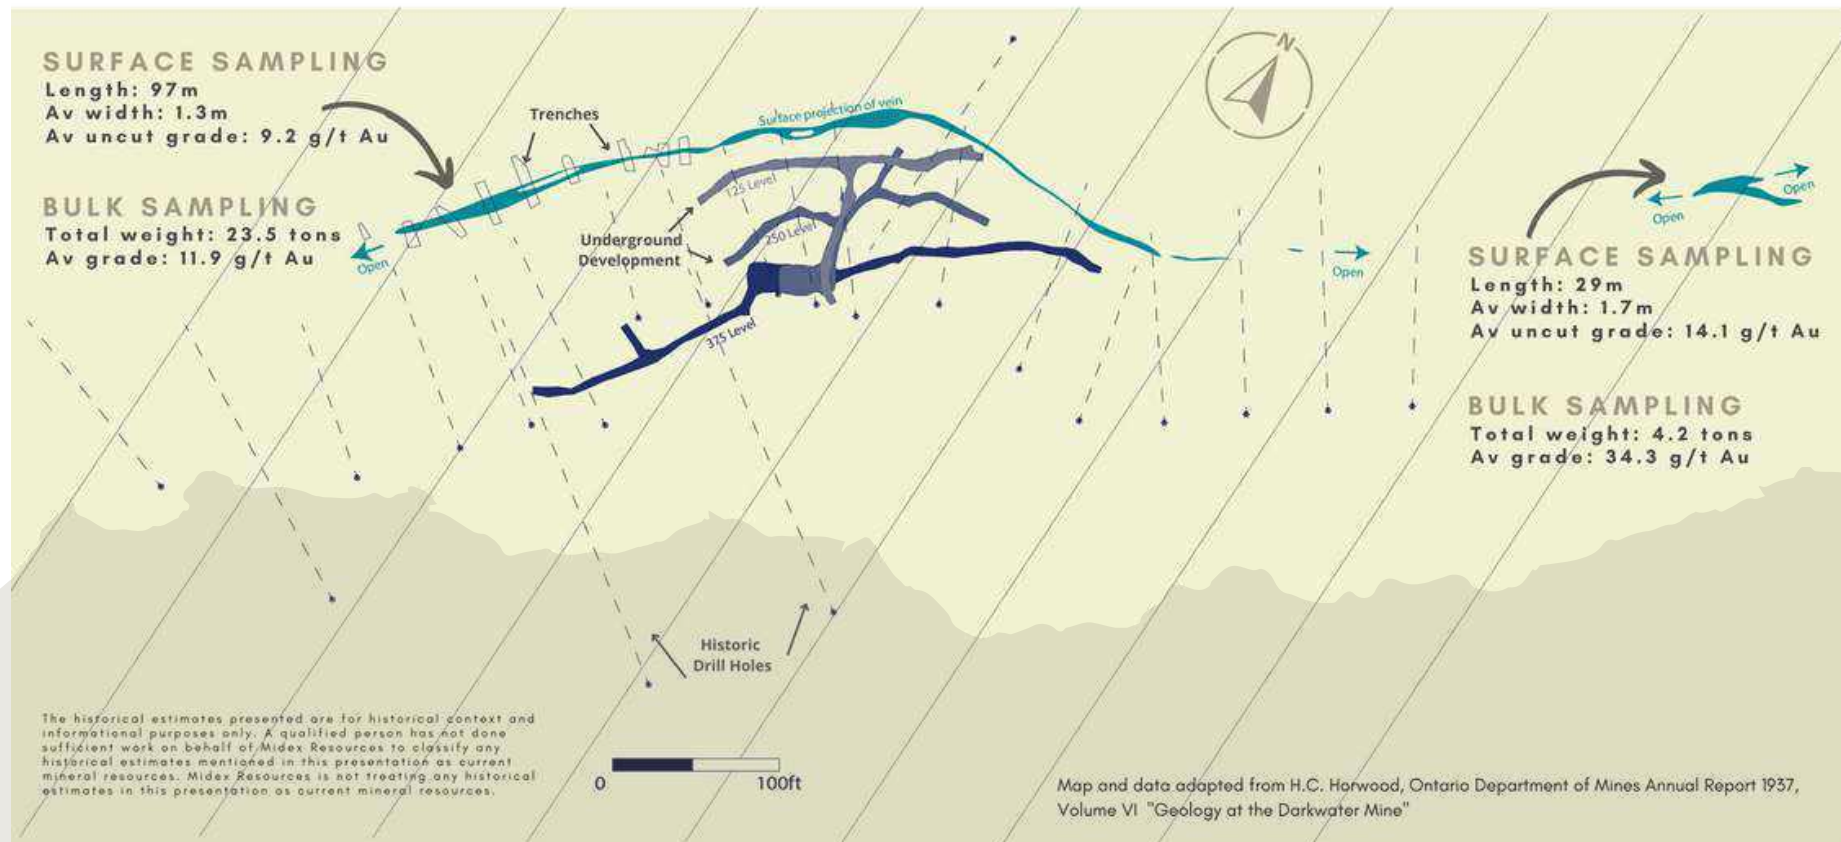 SURFACE SAMPLING
Length: 97m
Av width: 1.3m
Av uncut grade: 9.2 g/t Au
BULK SAMPLING
Total weight: 23.5 tons
Av grade: 11.9 g/t Au
Open
Trenches
Surface projection of vein
125 Level
250 Level
Underground
Development
375 Level
N
Open
Open
Open
SURFACE SAMPLING
Length: 29m
Av width: 1.7m
Av uncut grade: 14.1 g/t Au
BULK SAMPLING
Total weight: 4.2 tons
Av grade: 34.3 g/t Au
Historic
Drill Holes
The historical estimates presented are for historical context and
informational purposes only. A qualified person has not done
sufficient work on behalf of Midex Resources to classify any
historical estimates mentioned in this presentation as current
mineral resources. Midex Resources is not treating any historical
estimates in this presentation as current mineral resources.
0 100ft
Map and data adapted from H.C. Horwood, Ontario Department of Mines Annual Report 1937,
Volume VI "Geology at the Darkwater Mine"